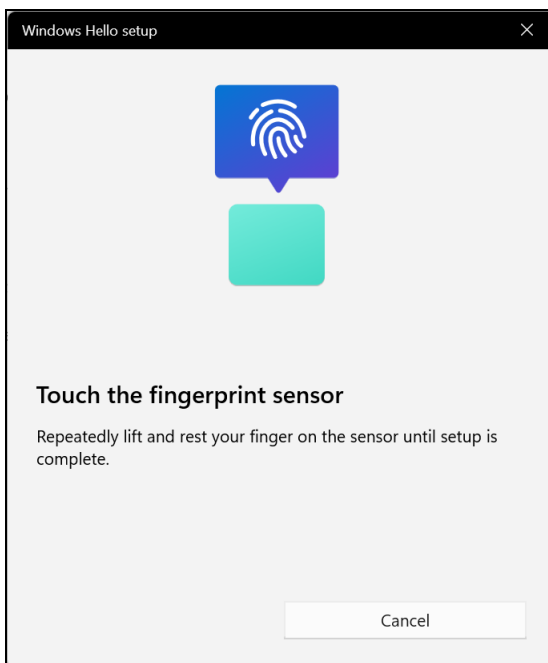 Windows Hello setup
Touch the fingerprint sensor
Repeatedly lift and rest your finger on the sensor until setup is
complete.
Cancel